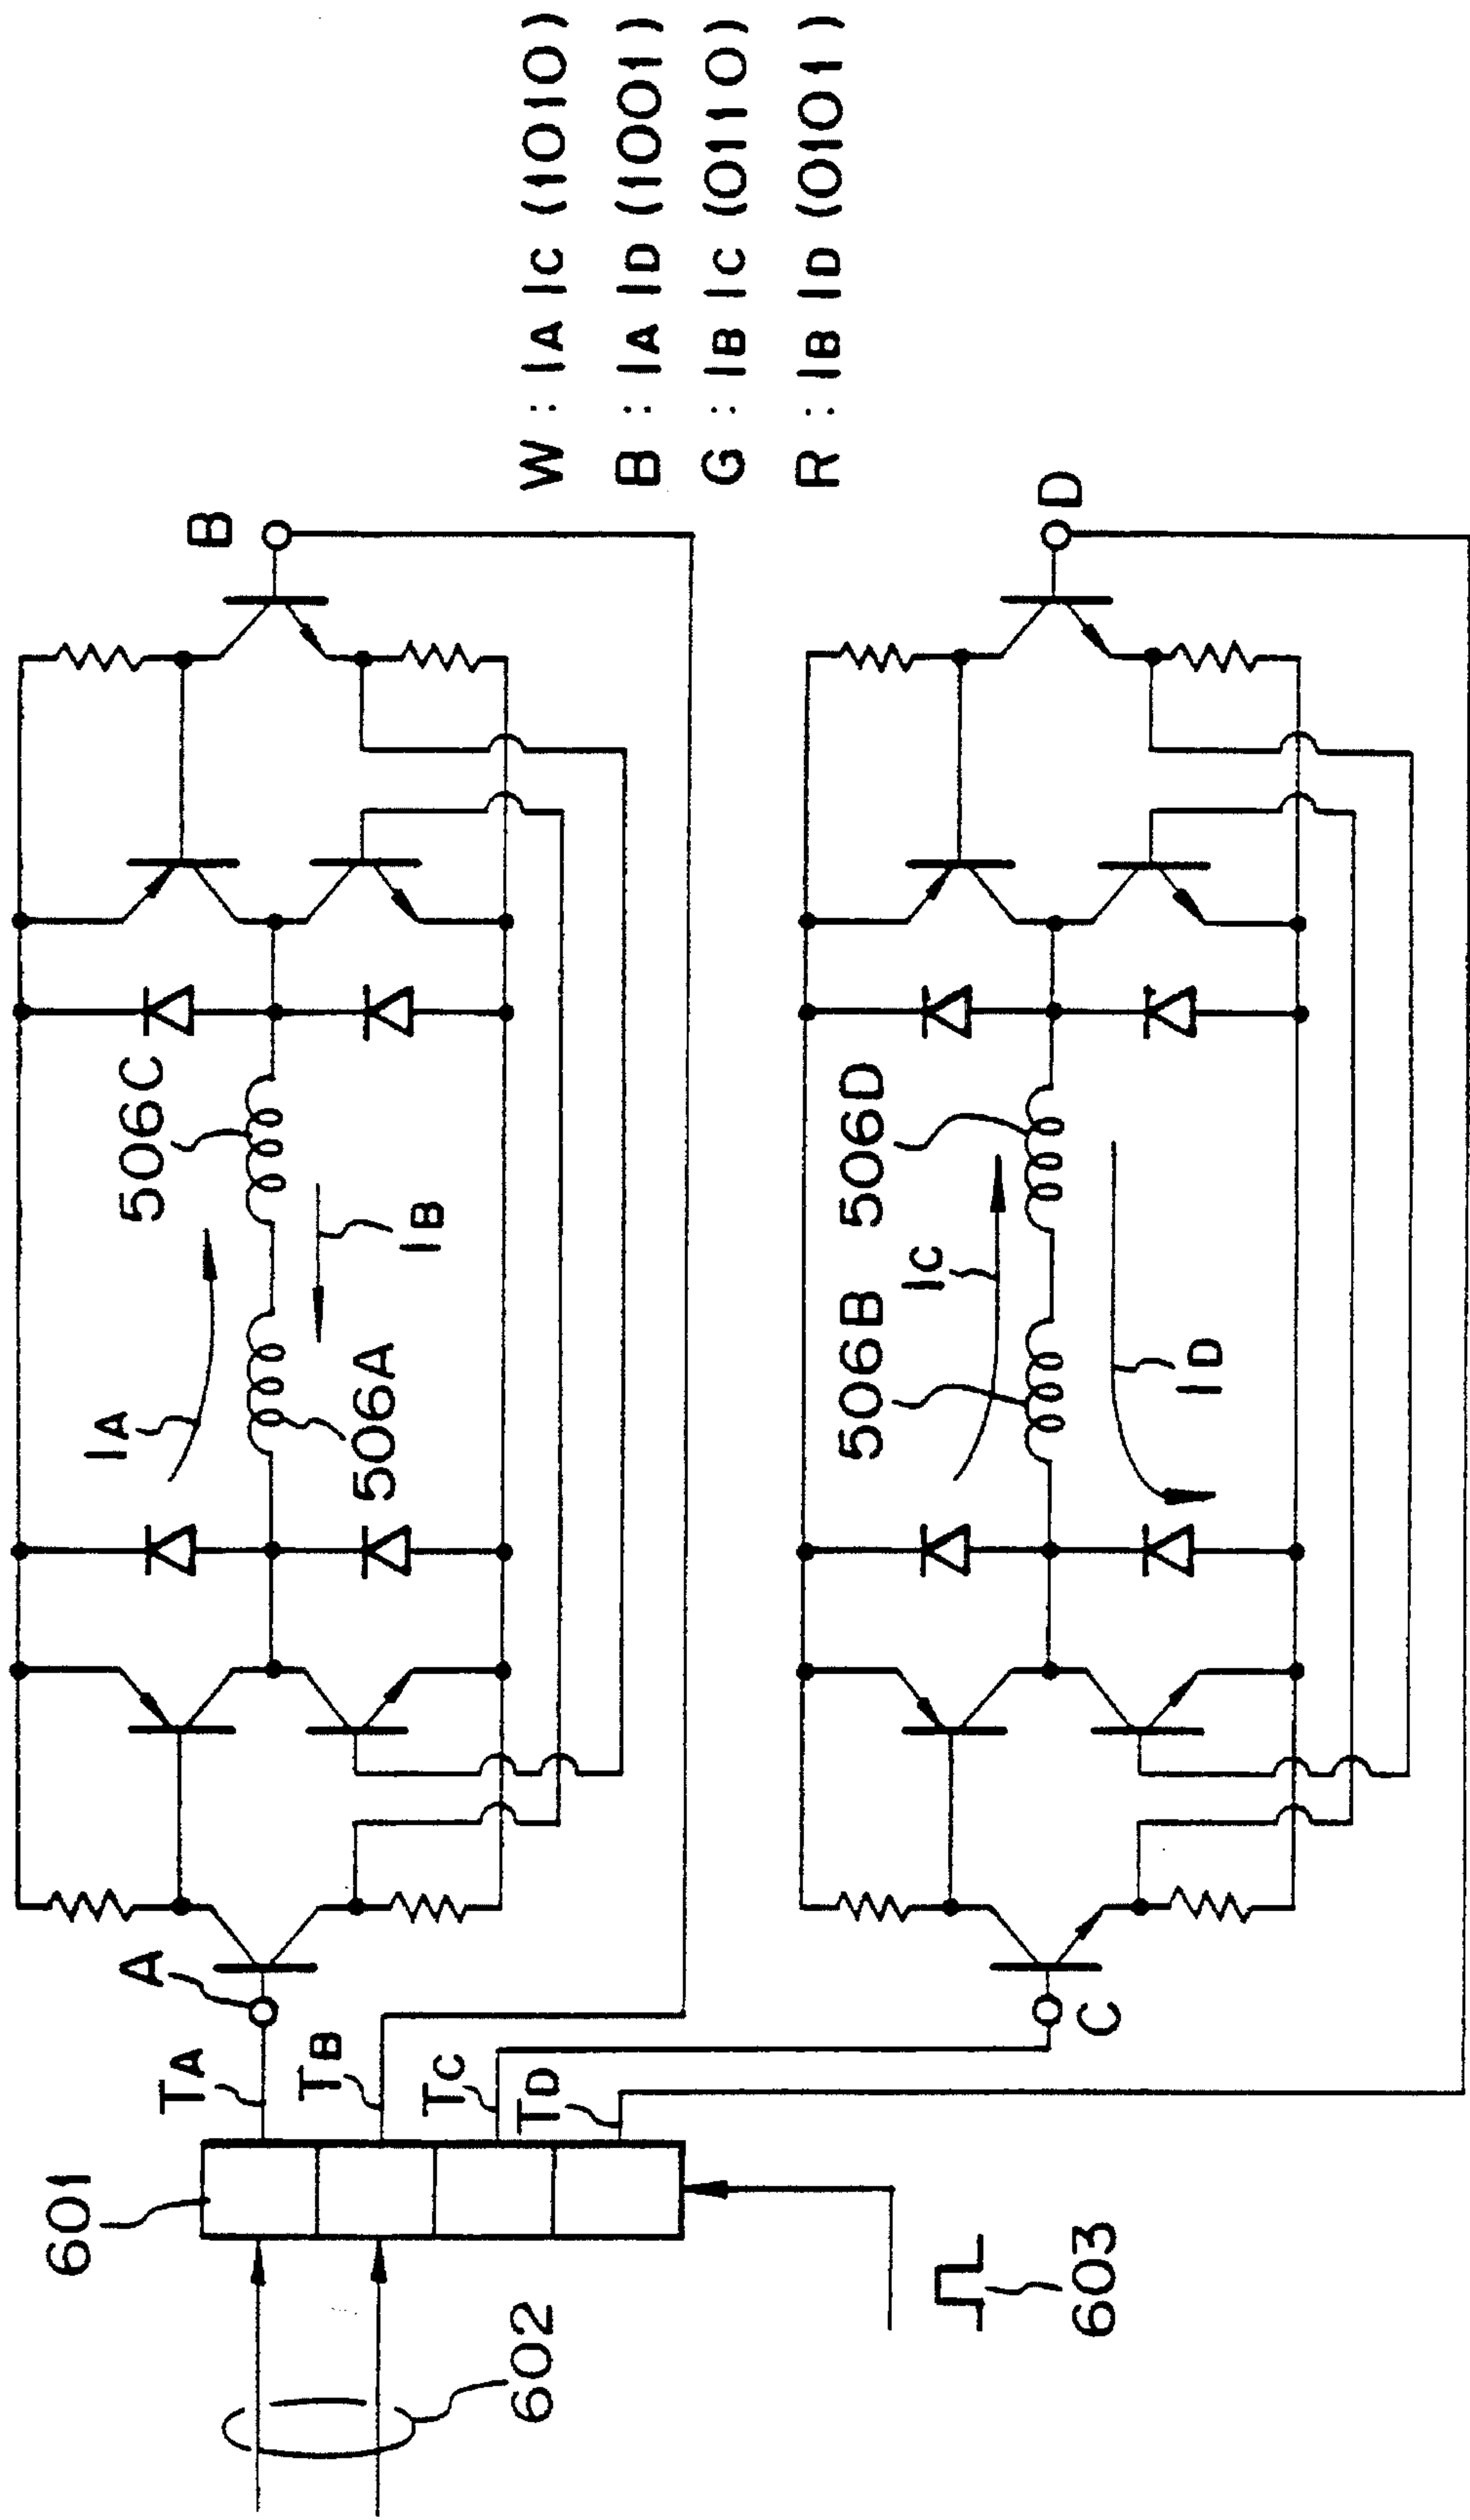 601
602
603
TA
TB
TC
TD
A
IA
506A
506C
IB
B
C
506B
506D
IC
ID
D
W : IA IC (1010)
B : IA ID (1001)
G : IB IC (0110)
R : IB ID (0101)